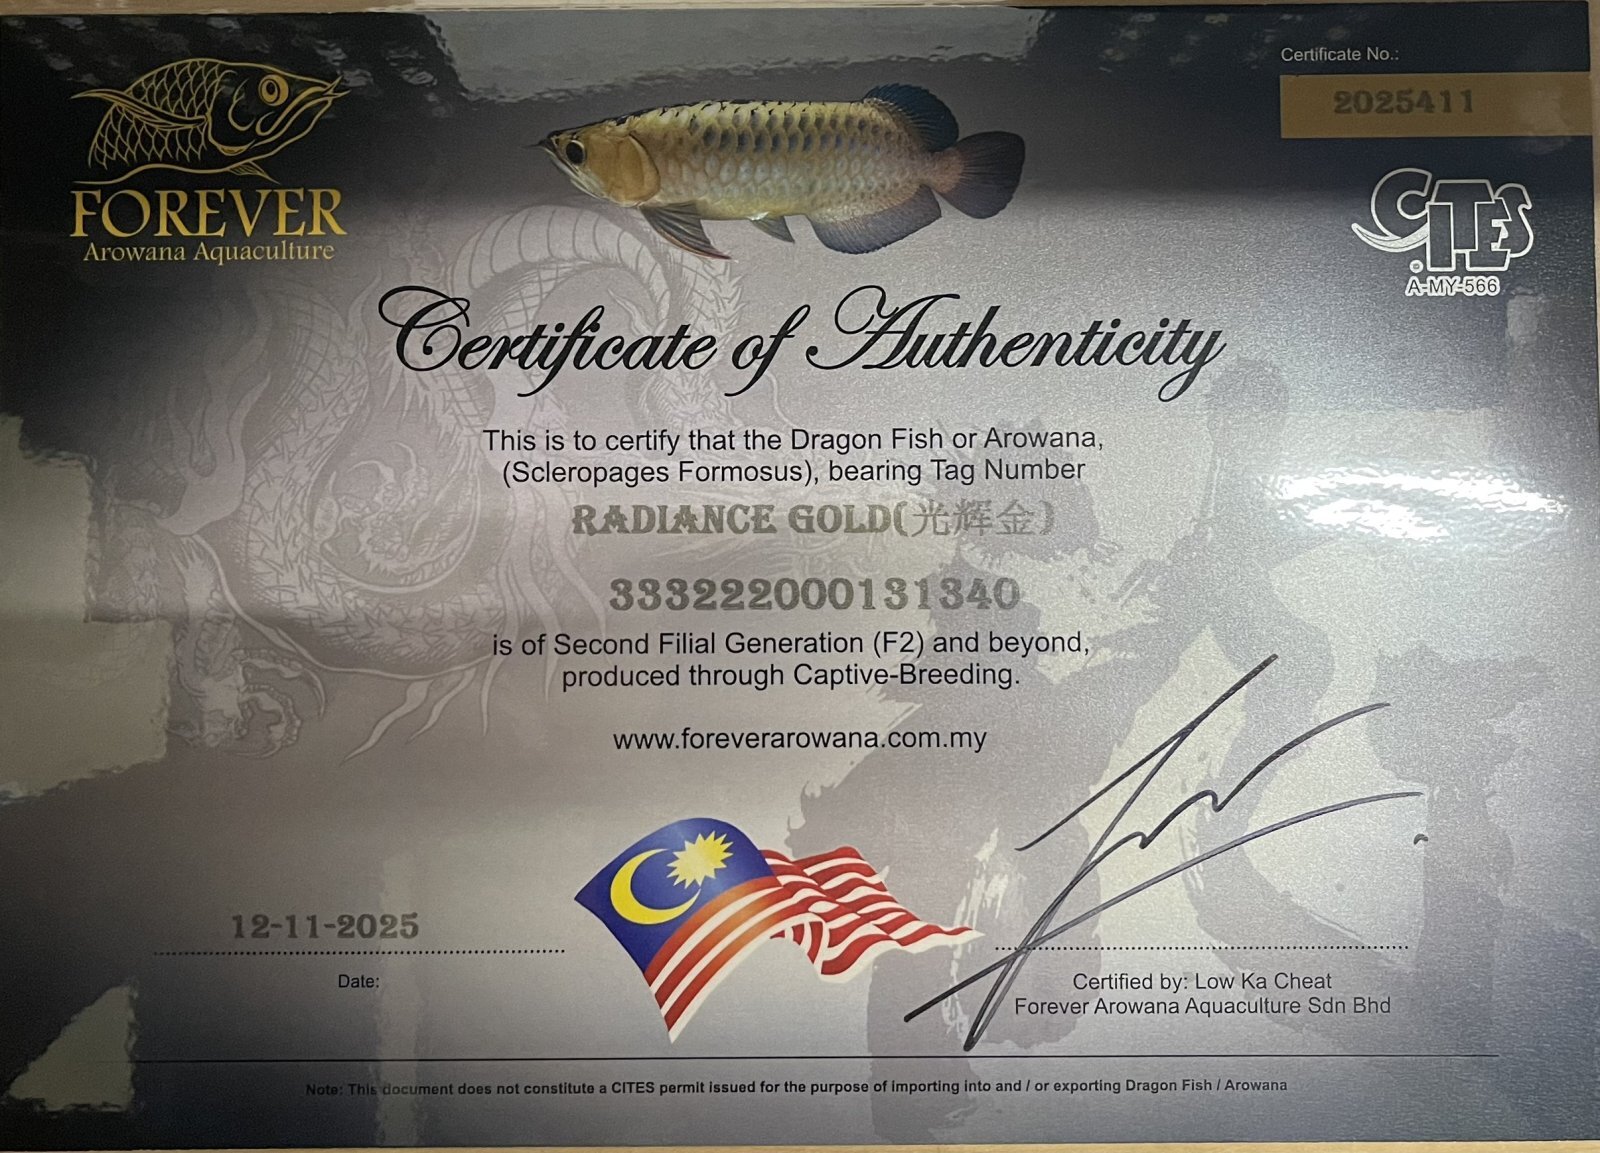 FOREVER
Arowana Aquaculture
Certificate No.:
2025411
CITES
©
A-MY-566
Certificate of Authenticity
This is to certify that the Dragon Fish or Arowana,
(Scleropages Formosus), bearing Tag Number
RADIANCE GOLD(光辉金)
333222000131340
is of Second Filial Generation (F2) and beyond,
produced through Captive-Breeding.
www.foreverarowana.com.my
12-11-2025
Date:
Certified by: Low Ka Cheat
Forever Arowana Aquaculture Sdn Bhd
Note: This document does not constitute a CITES permit issued for the purpose of importing into and / or exporting Dragon Fish / Arowana